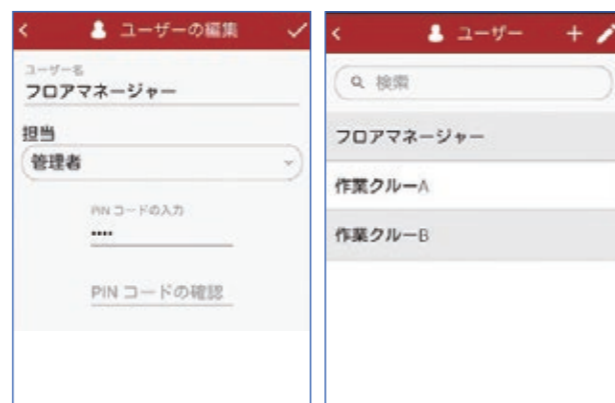 ユーザーの編集
ユーザー名
フロアマネージャー
担当
管理者
PIN コードの入力
••••
PIN コードの確認
ユーザー
検索
フロアマネージャー
作業クルーA
作業クルーB